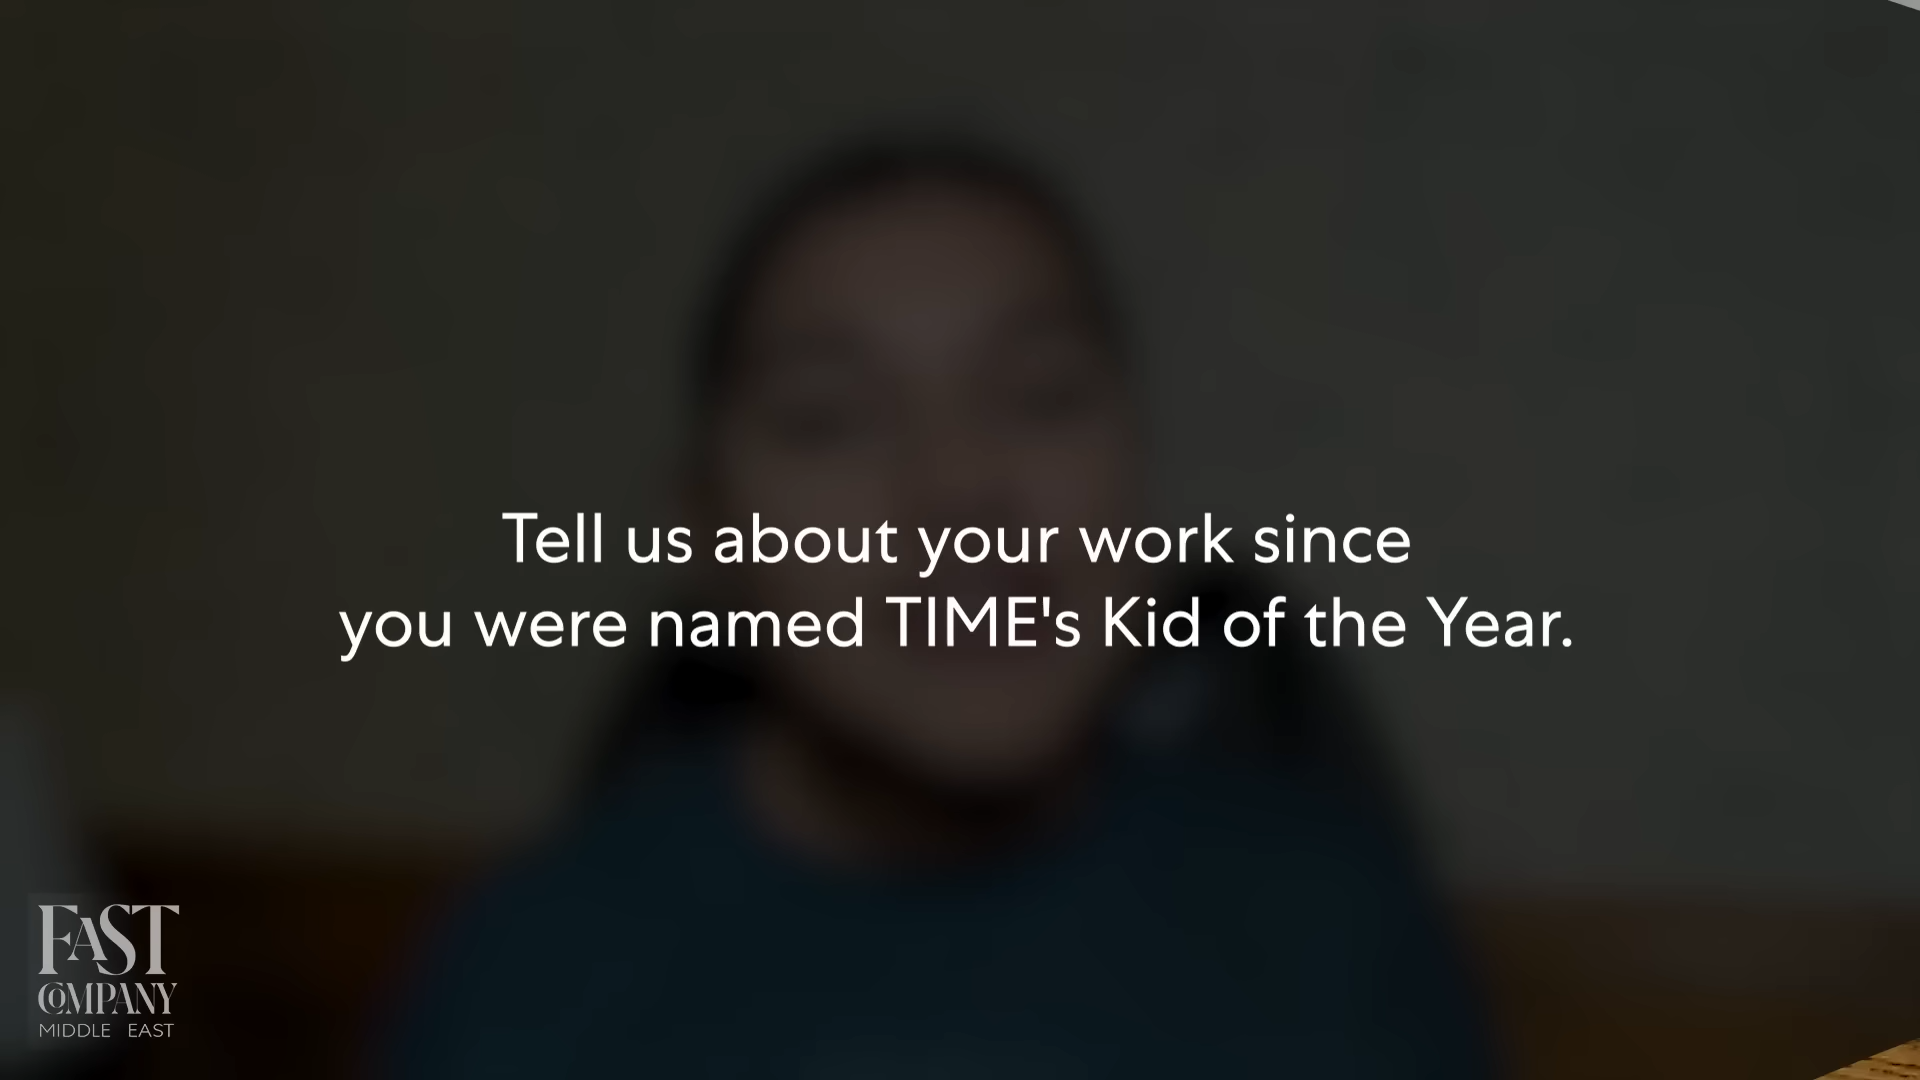 Tell us about your work since
you were named TIME's Kid of the Year.
FAST
COMPANY
MIDDLE EAST